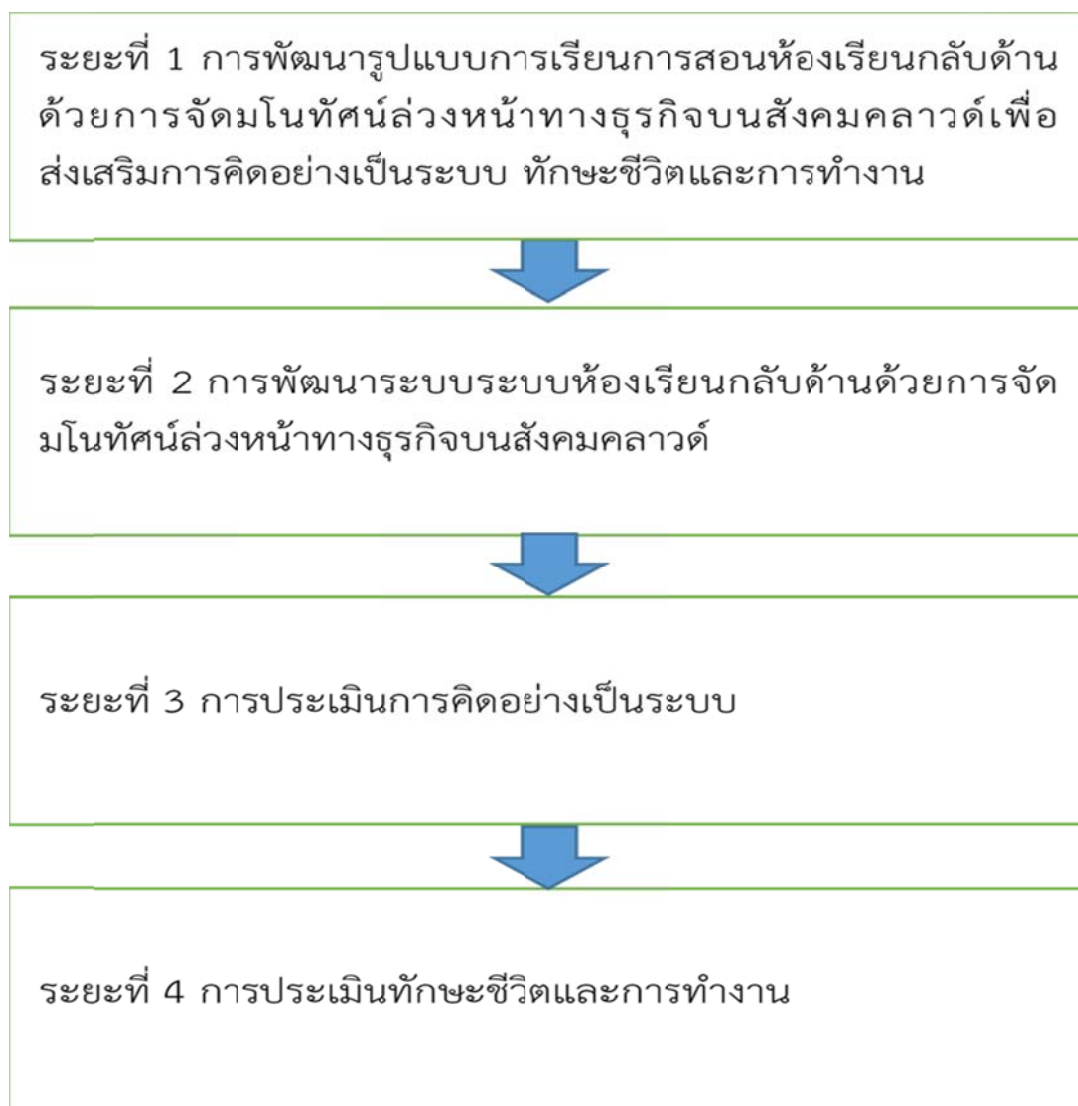 ระยะที่ 1 การพัฒนารูปแบบการเรียนการสอนห้องเรียนกลับด้าน
ด้วยการจัดมโนทัศน์ล่วงหน้าทางธุรกิจบนสังคมคลาวด์เพื่อ
ส่งเสริมการคิดอย่างเป็นระบบ ทักษะชีวิตและการทำงาน
ระยะที่ 2 การพัฒนาระบบระบบห้องเรียนกลับด้านด้วยการจัด
มโนทัศน์ล่วงหน้าทางธุรกิจบนสังคมคลาวด์
ระยะที่ 3 การประเมินการคิดอย่างเป็นระบบ
ระยะที่ 4 การประเมินทักษะชีวิตและการทำงาน